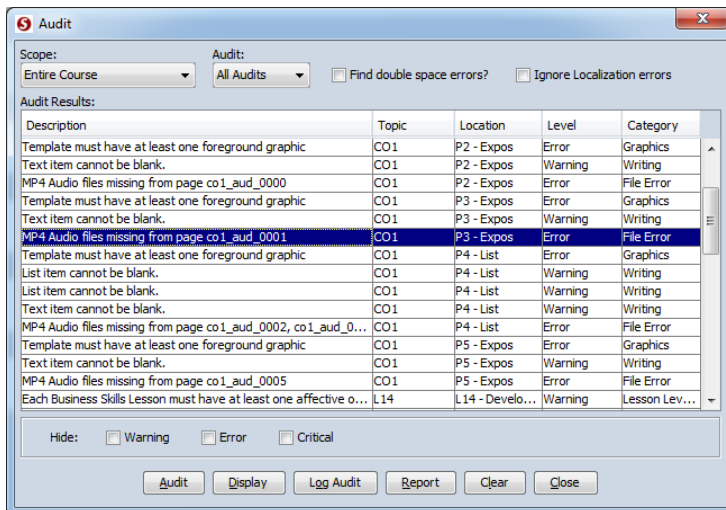 Audit
Scope: Audit:
Entire Course All Audits Find double space errors? Ignore Localization errors
Audit Results:
Description Topic Location Level Category
Template must have at least one foreground graphic CO1 P2 - Expos Error Graphics
Text item cannot be blank. CO1 P2 - Expos Warning Writing
MP4 Audio files missing from page co1_aud_0000 CO1 P2 - Expos Error File Error
Template must have at least one foreground graphic CO1 P3 - Expos Error Graphics
Text item cannot be blank. CO1 P3 - Expos Warning Writing
MP4 Audio files missing from page co1_aud_0001 CO1 P3 - Expos Error File Error
Template must have at least one foreground graphic CO1 P4 - List Error Graphics
List item cannot be blank. CO1 P4 - List Warning Writing
List item cannot be blank. CO1 P4 - List Warning Writing
Text item cannot be blank. CO1 P4 - List Warning Writing
MP4 Audio files missing from page co1_aud_0002, co1_aud_0... CO1 P4 - List Error File Error
Template must have at least one foreground graphic CO1 P5 - Expos Error Graphics
Text item cannot be blank. CO1 P5 - Expos Warning Writing
MP4 Audio files missing from page co1_aud_0005 CO1 P5 - Expos Error File Error
Each Business Skills Lesson must have at least one affective o... L14 L14 - Develo... Warning Lesson Lev...
Hide: Warning Error Critical
Audit Display Log Audit Report Clear Close